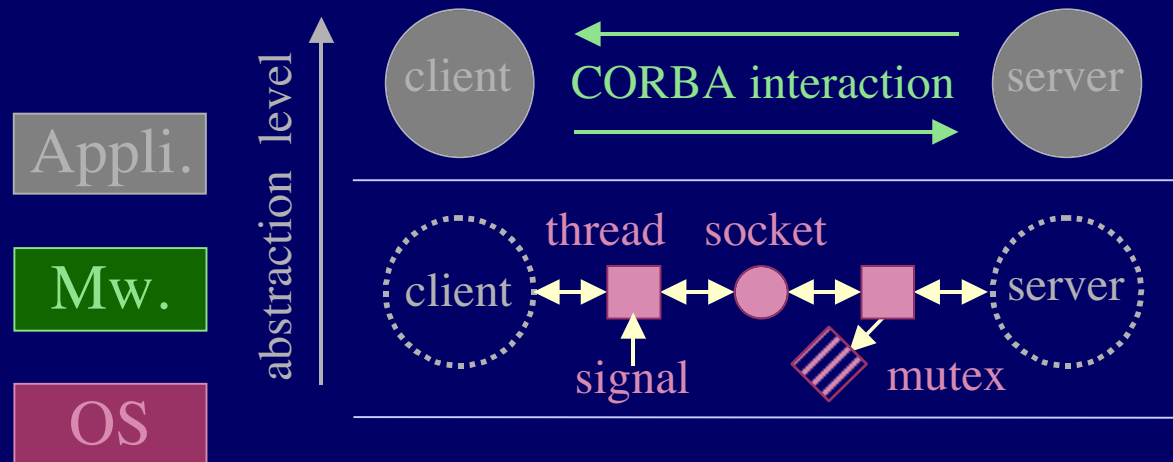 Appli.
Mw.
OS
abstraction level
client
CORBA interaction
server
thread
socket
client
server
signal
mutex